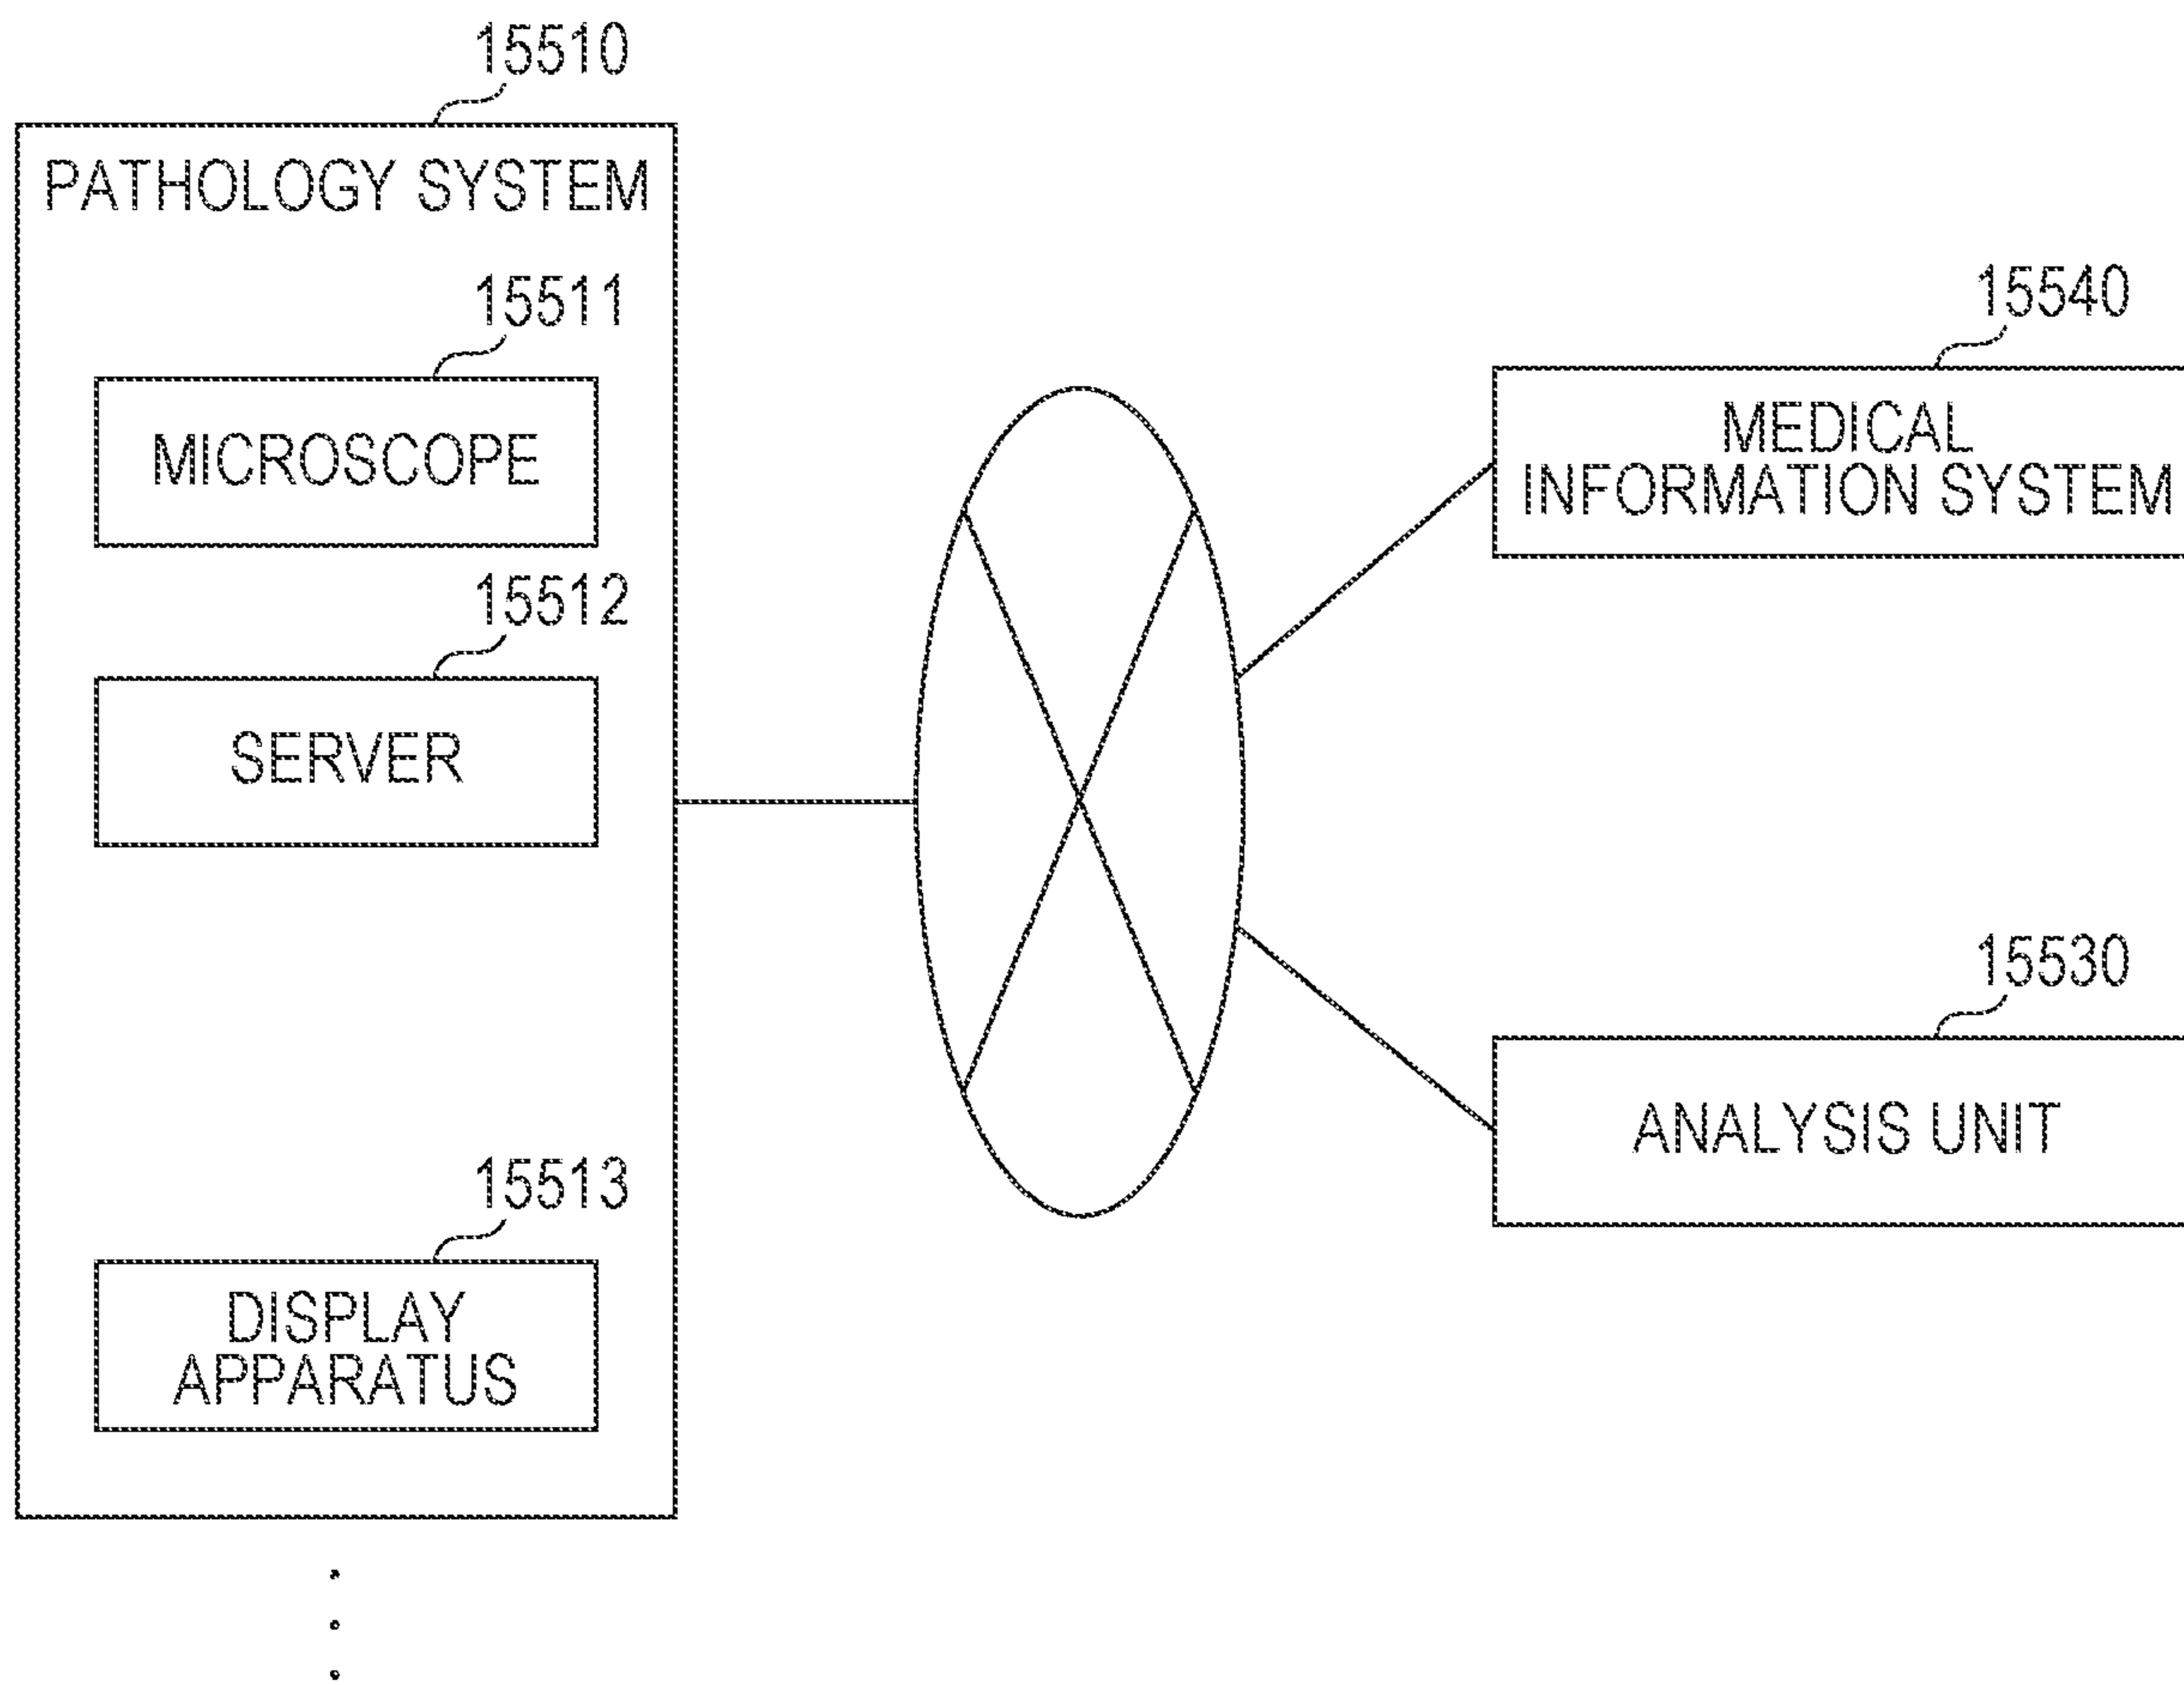 15510
PATHOLOGY SYSTEM
15511
MICROSCOPE
15512
SERVER
15513
DISPLAY
APPARATUS
15540
MEDICAL
INFORMATION SYSTEM
15530
ANALYSIS UNIT